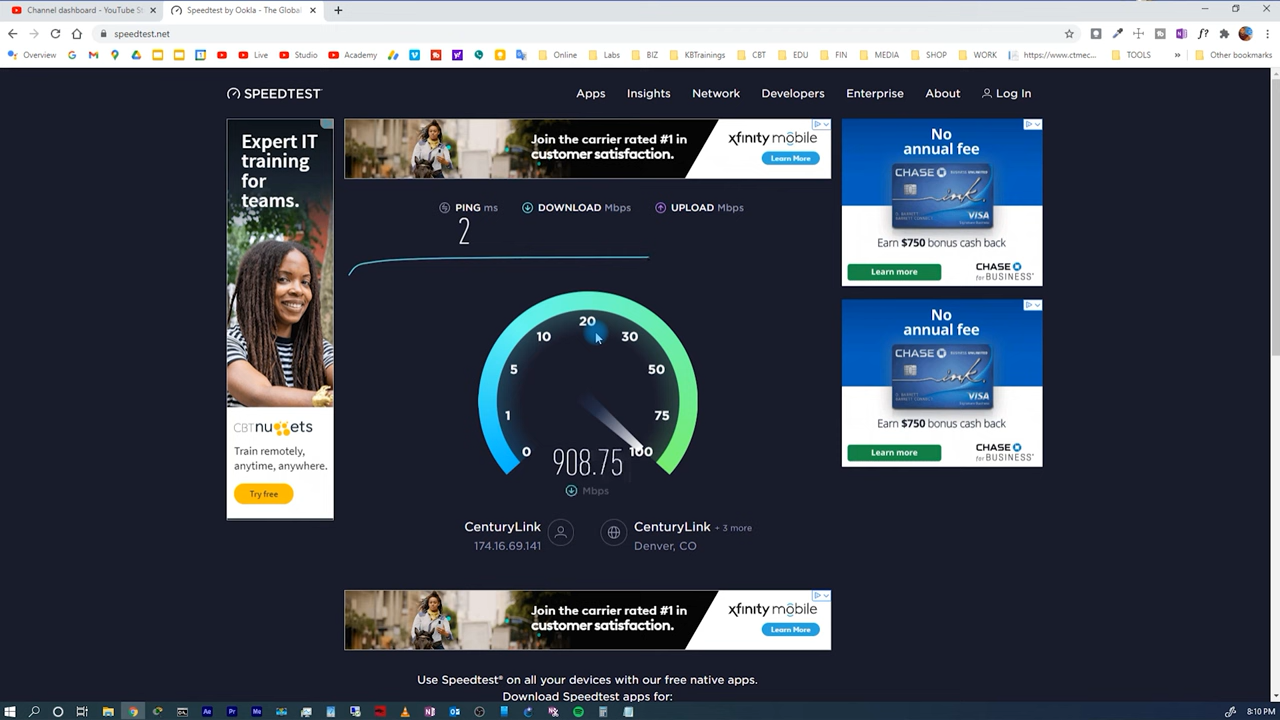 Channel dashboard - YouTube S
Speedtest by Ookla - The Globa
speedtest.net
Overview
Live
Studio
Academy
Online
Labs
BIZ
KBTrainings
CBT
EDU
FIN
MEDIA
SHOP
WORK
https://www.ctmec...
TOOLS
Other bookmarks
SPEEDTEST
Apps
Insights
Network
Developers
Enterprise
About
Log In
Expert IT
training
for
teams.
CBTnuggets
Train remotely,
anytime, anywhere.
Try free
Join the carrier rated #1 in
customer satisfaction.
xfinity mobile
Learn More
PING ms
2
DOWNLOAD Mbps
UPLOAD Mbps
0
1
5
10
20
30
50
75
100
908.75
Mbps
CenturyLink
174.16.69.141
CenturyLink + 3 more
Denver, CO
No
annual fee
CHASE
VISA
Earn $750 bonus cash back
Learn more
CHASE
for BUSINESS®
No
annual fee
CHASE
VISA
Earn $750 bonus cash back
Learn more
CHASE
for BUSINESS®
Join the carrier rated #1 in
customer satisfaction.
xfinity mobile
Learn More
Use Speedtest® on all your devices with our free native apps.
Download Speedtest apps for:
8:10 PM